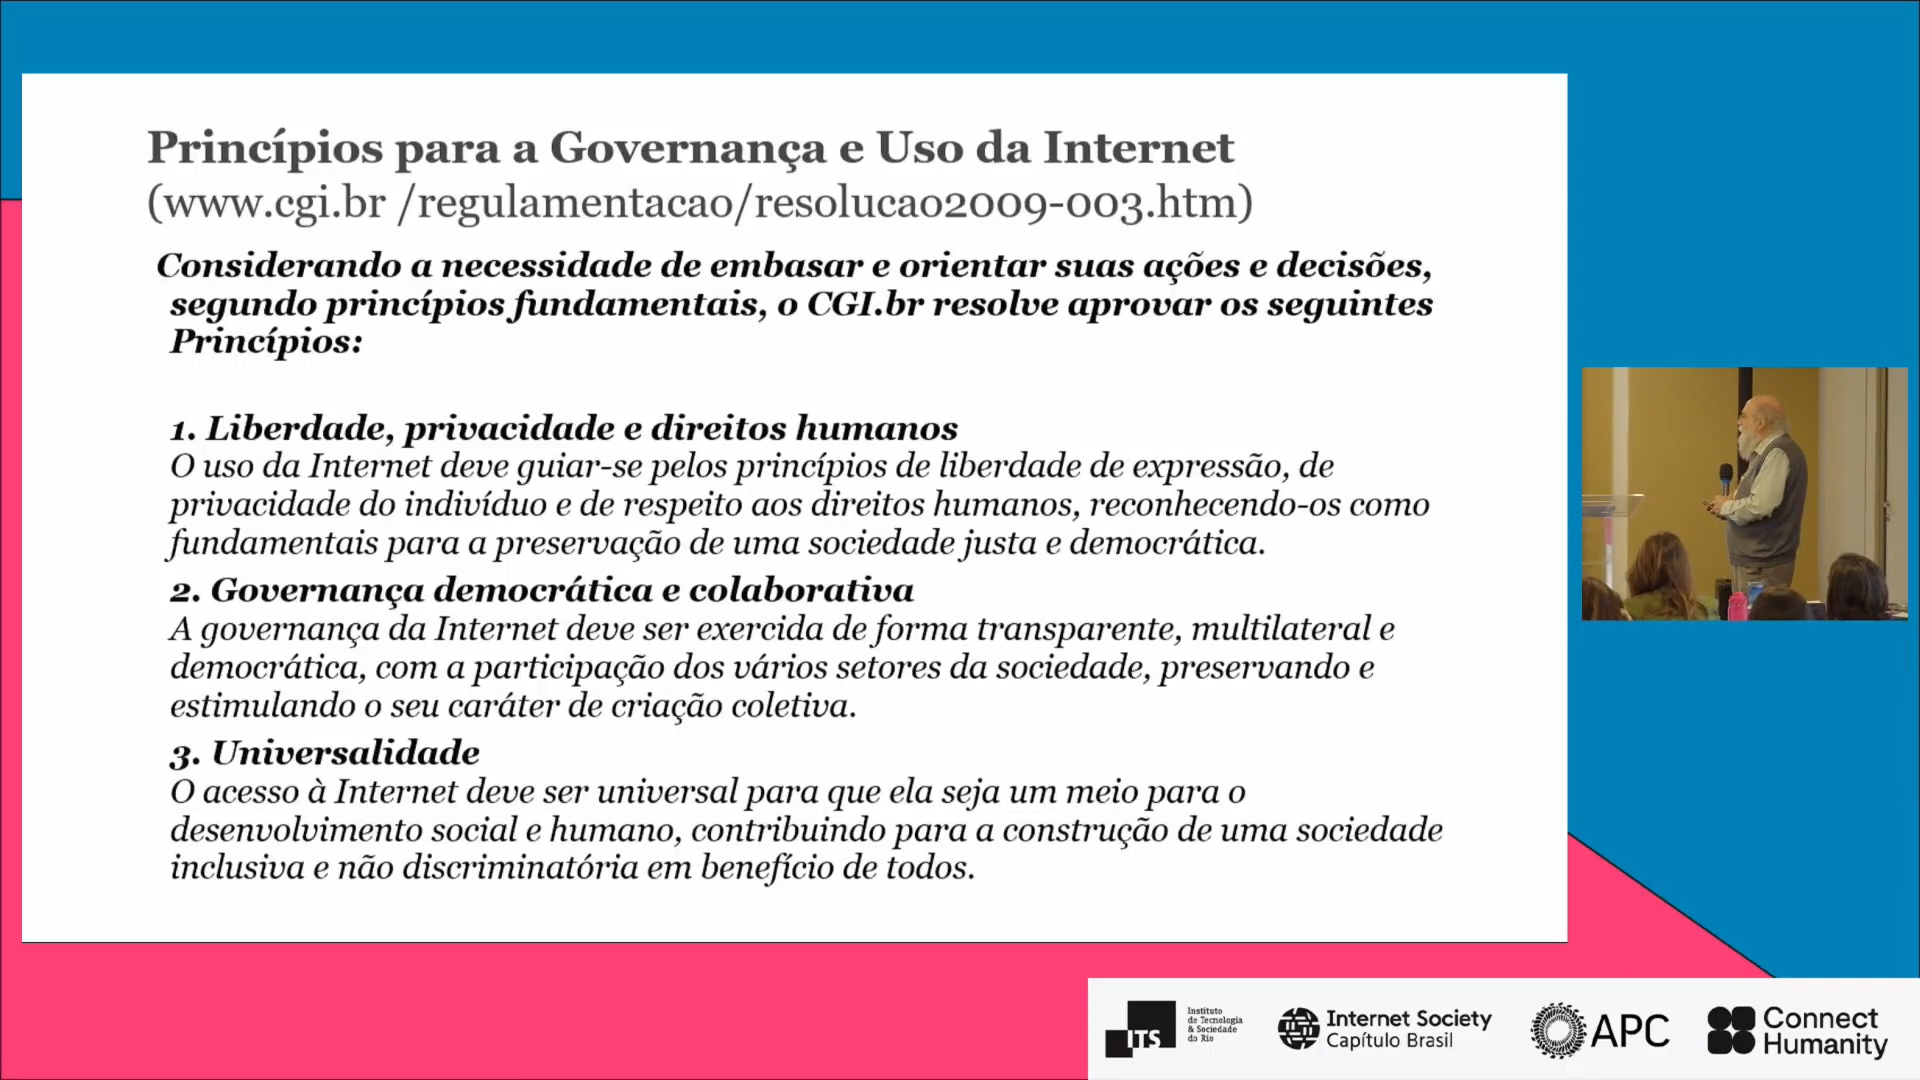 Princípios para a Governança e Uso da Internet
(www.cgi.br /regulamentacao/resolucao2009-003.htm)
Considerando a necessidade de embasar e orientar suas ações e decisões,
segundo princípios fundamentais, o CGI.br resolve aprovar os seguintes
Princípios:
1. Liberdade, privacidade e direitos humanos
O uso da Internet deve guiar-se pelos princípios de liberdade de expressão, de
privacidade do indivíduo e de respeito aos direitos humanos, reconhecendo-os como
fundamentais para a preservação de uma sociedade justa e democrática.
2. Governança democrática e colaborativa
A governança da Internet deve ser exercida de forma transparente, multilateral e
democrática, com a participação dos vários setores da sociedade, preservando e
estimulando o seu caráter de criação coletiva.
3. Universalidade
O acesso à Internet deve ser universal para que ela seja um meio para o
desenvolvimento social e humano, contribuindo para a construção de uma sociedade
inclusiva e não discriminatória em benefício de todos.
ITS
Instituto
de Tecnologia
& Sociedade
do Rio
Internet Society
Capítulo Brasil
APC
Connect
Humanity